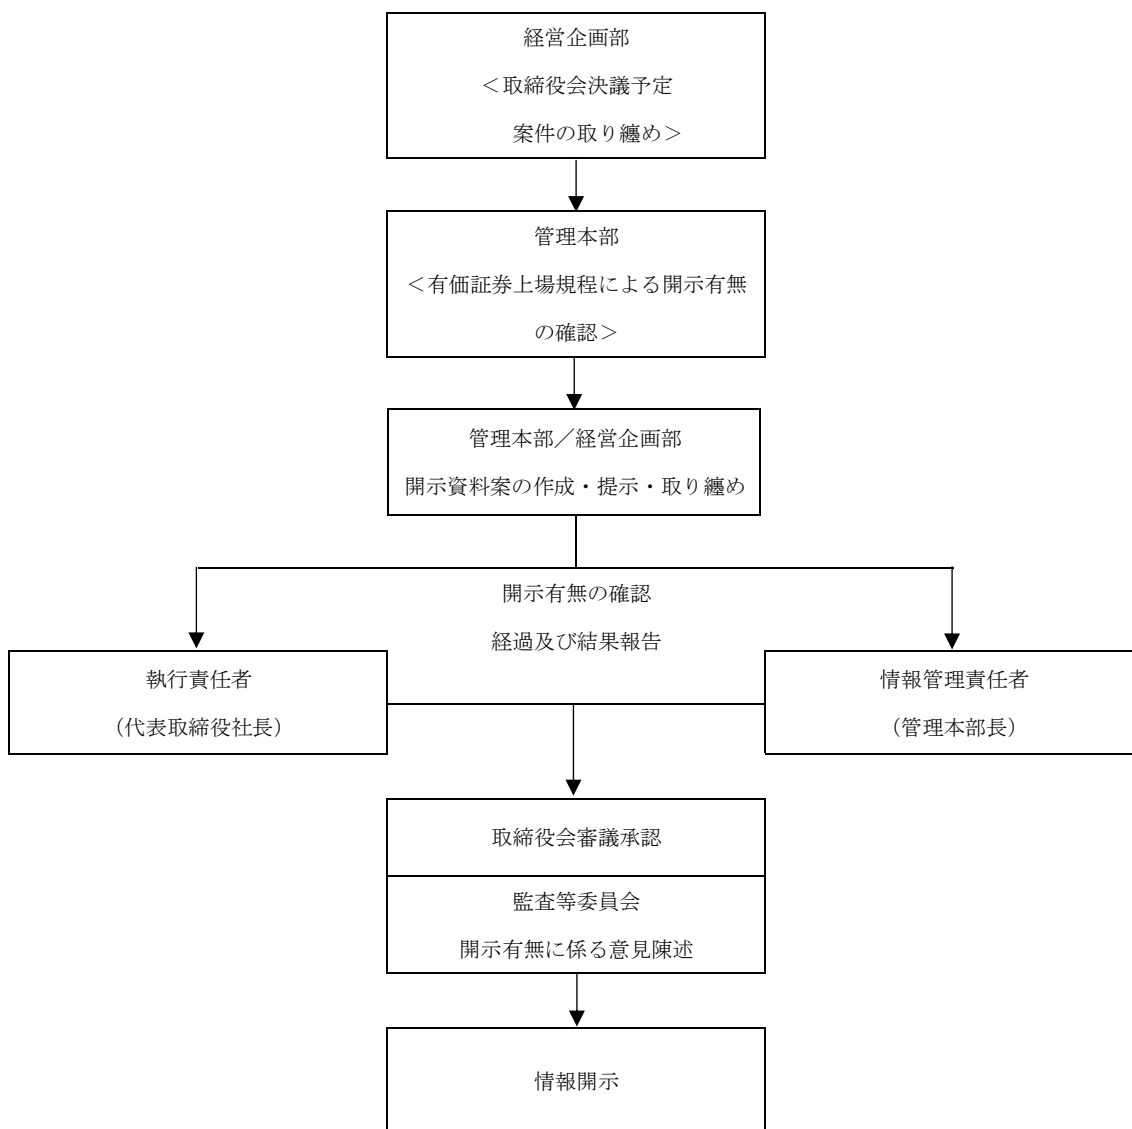 経営企画部
＜取締役会決議予定
案件の取り纏め＞
管理本部
＜有価証券上場規程による開示有無
の確認＞
管理本部／経営企画部
開示資料案の作成・提示・取り纏め
開示有無の確認
経過及び結果報告
執行責任者
（代表取締役社長）
情報管理責任者
（管理本部長）
取締役会審議承認
監査等委員会
開示有無に係る意見陳述
情報開示